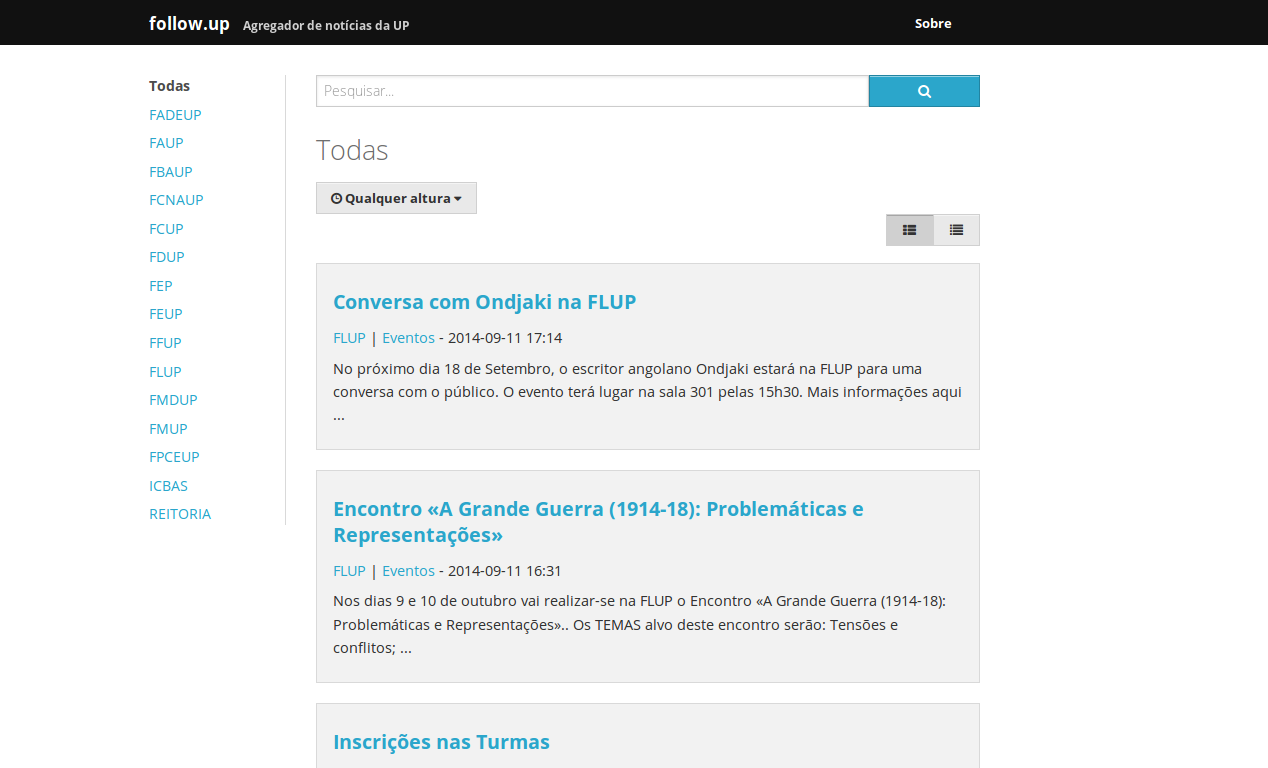 follow.up Agregador de notícias da UP Sobre
Todas
FADEUP
FAUP
FBAUP
FCNAUP
FCUP
FDUP
FEP
FEUP
FFUP
FLUP
FMDUP
FMUP
FPCEUP
ICBAS
REITORIA
Pesquisar...
Todas
Qualquer altura
Conversa com Ondjaki na FLUP
FLUP | Eventos - 2014-09-11 17:14
No próximo dia 18 de Setembro, o escritor angolano Ondjaki estará na FLUP para uma
conversa com o público. O evento terá lugar na sala 301 pelas 15h30. Mais informações aqui
...
Encontro «A Grande Guerra (1914-18): Problemáticas e
Representações»
FLUP | Eventos - 2014-09-11 16:31
Nos dias 9 e 10 de outubro vai realizar-se na FLUP o Encontro «A Grande Guerra (1914-18):
Problemáticas e Representações».. Os TEMAS alvo deste encontro serão: Tensões e
conflitos; ...
Inscrições nas Turmas